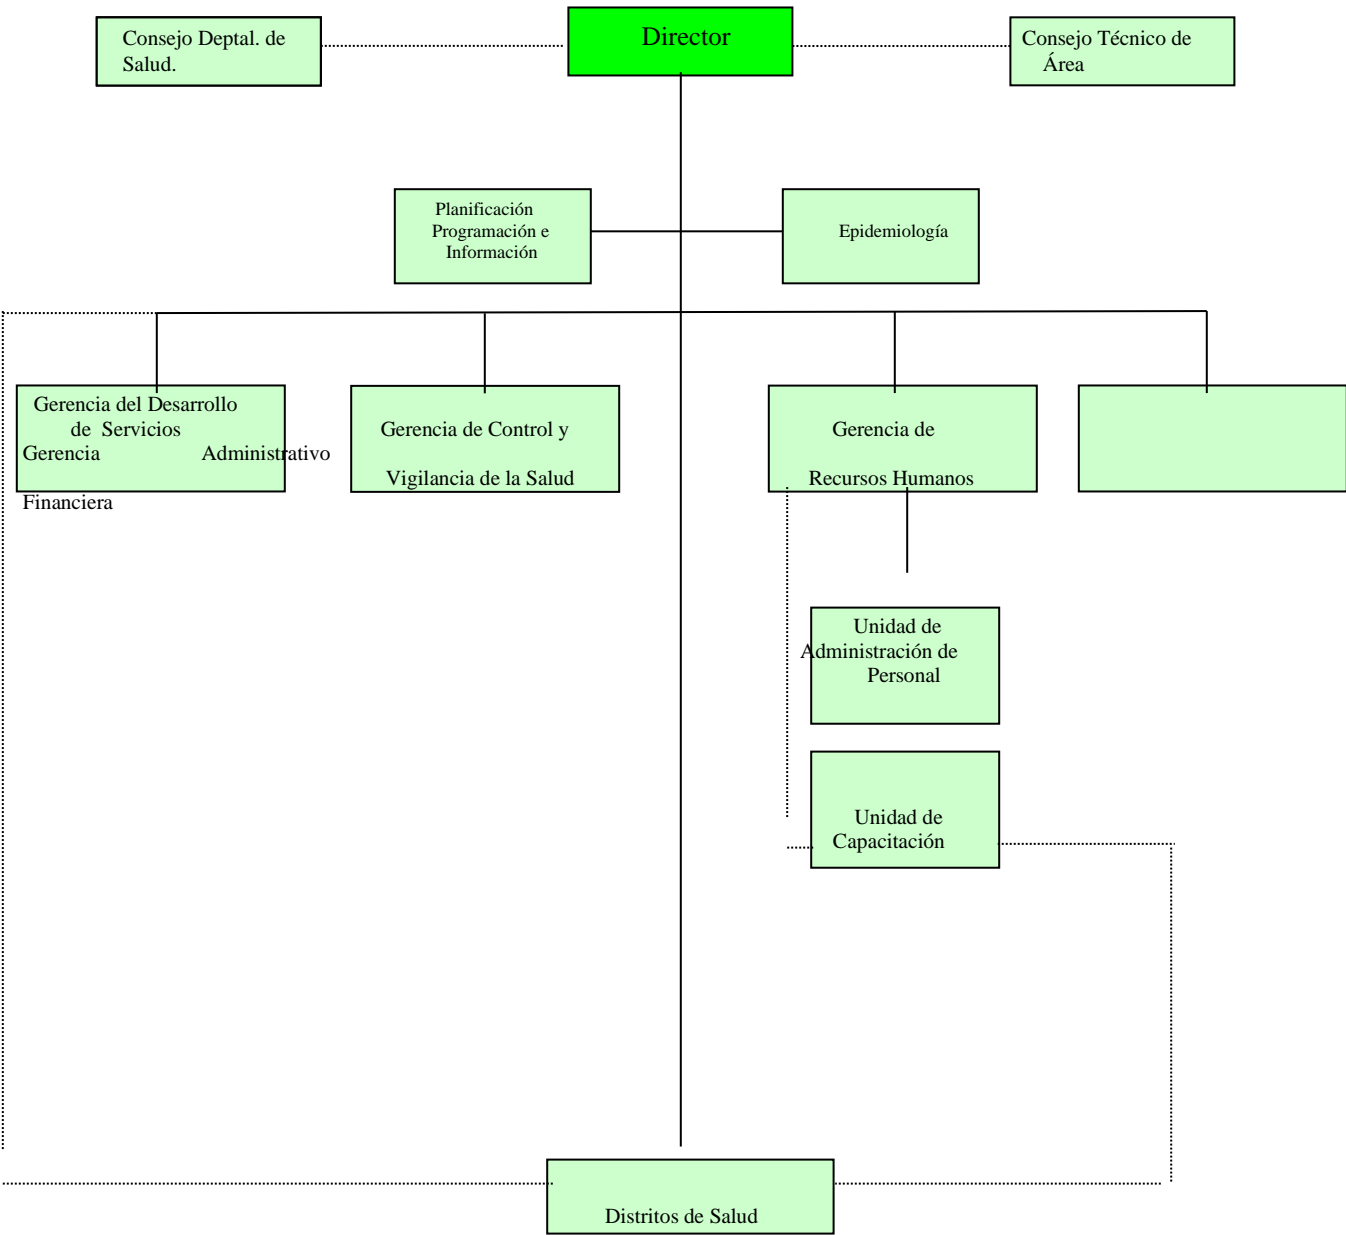 Consejo Deptal. de
Salud.
Director
Consejo Técnico de
Área
Planificación
Programación e
Información
Epidemiología
Gerencia del Desarrollo
de Servicios
Gerencia Administrativo
Financiera
Gerencia de Control y
Vigilancia de la Salud
Gerencia de
Recursos Humanos
Unidad de
Administración de
Personal
Unidad de
Capacitación
Distritos de Salud